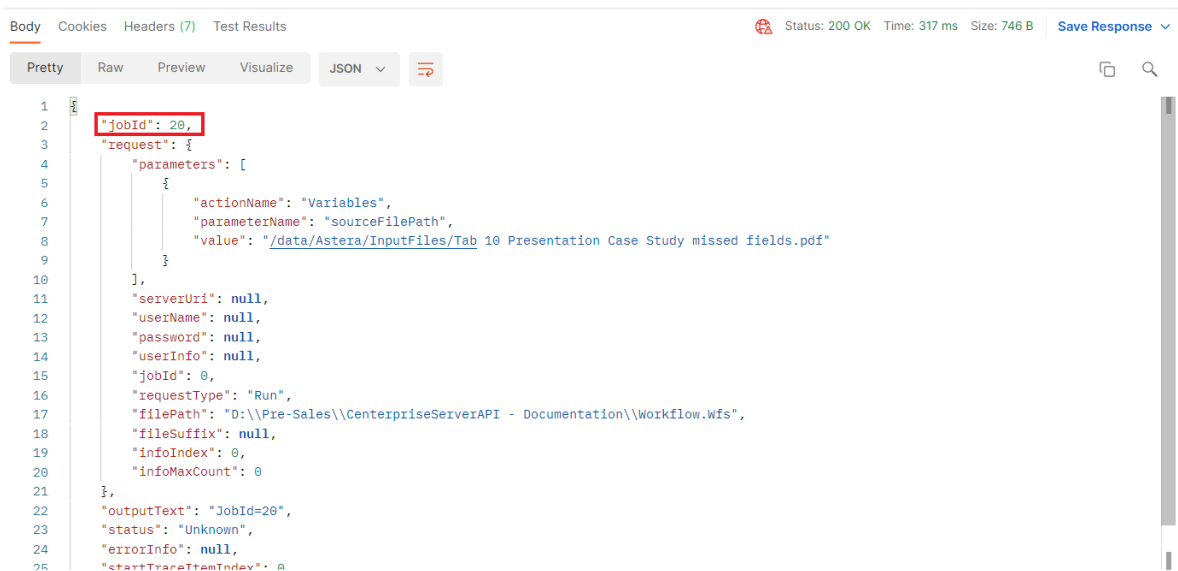 Body Cookies Headers (7) Test Results Status: 200 OK Time: 317 ms Size: 746 B Save Response
Pretty Raw Preview Visualize JSON
1 {
2 "jobId": 20,
3 "request": {
4 "parameters": [
5 {
6 "actionName": "Variables",
7 "parameterName": "sourceFilePath",
8 "value": "/data/Astera/InputFiles/Tab 10 Presentation Case Study missed fields.pdf"
9 }
10 ],
11 "serverUri": null,
12 "userName": null,
13 "password": null,
14 "userInfo": null,
15 "jobId": 0,
16 "requestType": "Run",
17 "filePath": "D:\\Pre-Sales\\CenterpriseServerAPI - Documentation\\Workflow.Wfs",
18 "fileSuffix": null,
19 "infoIndex": 0,
20 "infoMaxCount": 0
21 },
22 "outputText": "JobId=20",
23 "status": "Unknown",
24 "errorInfo": null,
25 "startTraceItemIndex": 0